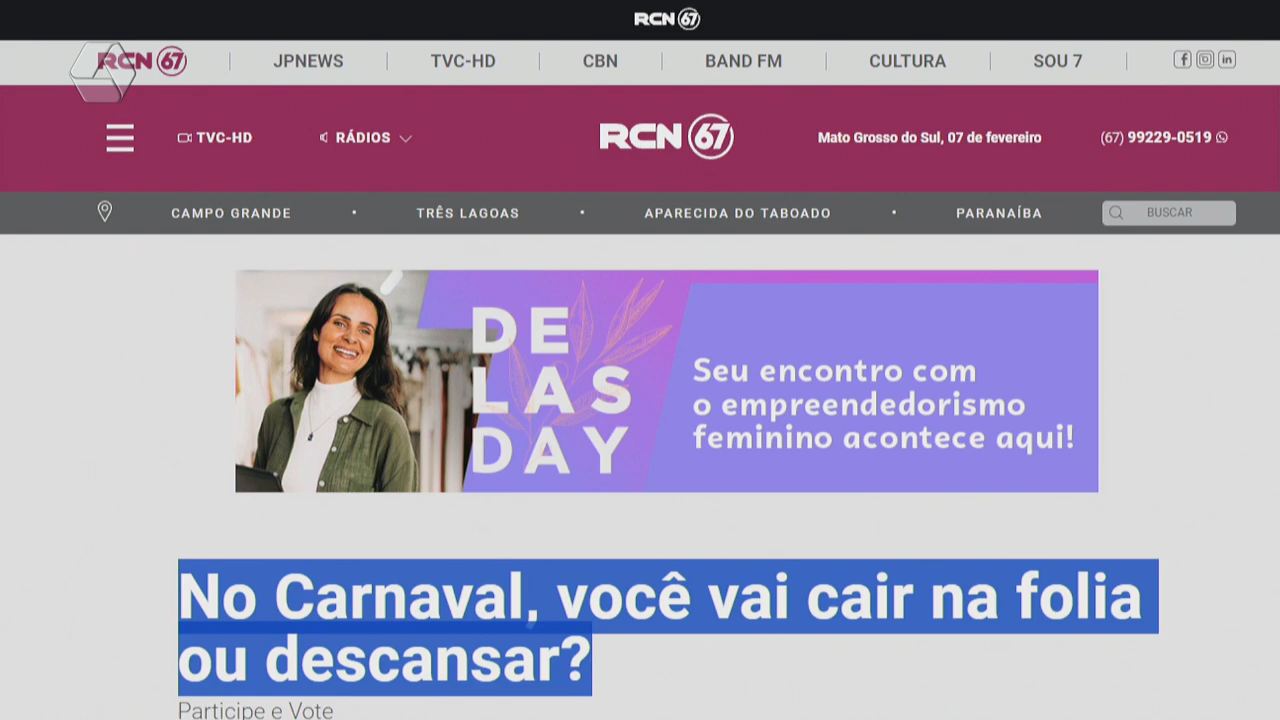 RCN 67
RCN 67
JPNEWS
TVC-HD
CBN
BAND FM
CULTURA
SOU 7
TVC-HD
RÁDIOS
RCN 67
Mato Grosso do Sul, 07 de fevereiro
(67) 99229-0519
CAMPO GRANDE
TRÊS LAGOAS
APARECIDA DO TABOADO
PARANAÍBA
BUSCAR
DE
LAS
DAY
Seu encontro com
o empreendedorismo
feminino acontece aqui!
No Carnaval, você vai cair na folia
ou descansar?
Participe e Vote